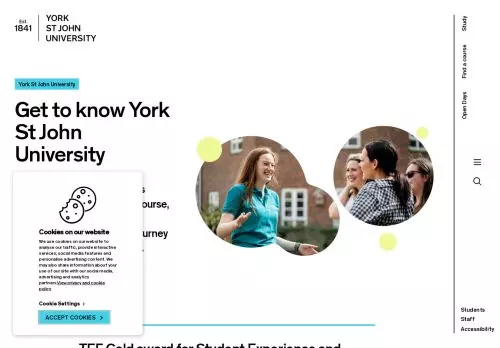 Est.
1841
YORK
ST JOHN
UNIVERSITY
York St John University
Get to know York
St John
University
s
ourse,
urney
Cookies on our website
We use cookies on our website to
analyse our traffic, provide interactive
services, social media features and
personalise advertising content. We
may also share information about your
use of our site with our social media,
advertising and analytics
partners.View privacy and cookie
policy
Cookie Settings
ACCEPT COOKIES
TEF Gold award for Student Experience and
Study
Find a course
Open Days
Students
Staff
Accessibility